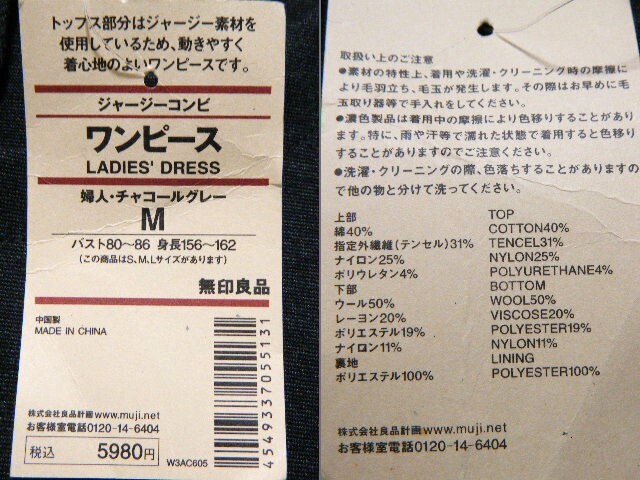 トップス部分はジャージー素材を
使用しているため、動きやすく
着心地のよいワンピースです。
ジャージーコンビ
ワンピース
LADIES' DRESS
婦人・チャコールグレー
M
バスト80〜86 身長156〜162
(この商品はS、M、Lサイズがあります)
無印良品
中国製
MADE IN CHINA
株式会社良品計画www.muji.net
お客様室電話0120-14-6404
税込 5980円
4549337055131
W3AC605
取扱い上のご注意
●素材の特性上、着用や洗濯・クリーニング時の摩擦に
より毛羽立ち、毛玉が発生します。その際はお早めに毛
玉取り器等で手入れをしてください。
●濃色製品は着用中の摩擦により色移りすることがあり
ます。特に、雨や汗等で濡れた状態で着用すると色移り
することがありますのでご注意ください。
●洗濯・クリーニングの際、色落ちすることがありますの
で他の物と分けて洗ってください。
上部 TOP
綿40% COTTON40%
指定外繊維(テンセル)31% TENCEL31%
ナイロン25% NYLON25%
ポリウレタン4% POLYURETHANE4%
下部 BOTTOM
ウール50% WOOL50%
レーヨン20% VISCOSE20%
ポリエステル19% POLYESTER19%
ナイロン11% NYLON11%
裏地 LINING
ポリエステル100% POLYESTER100%
株式会社良品計画www.muji.net
お客様室電話0120-14-6404